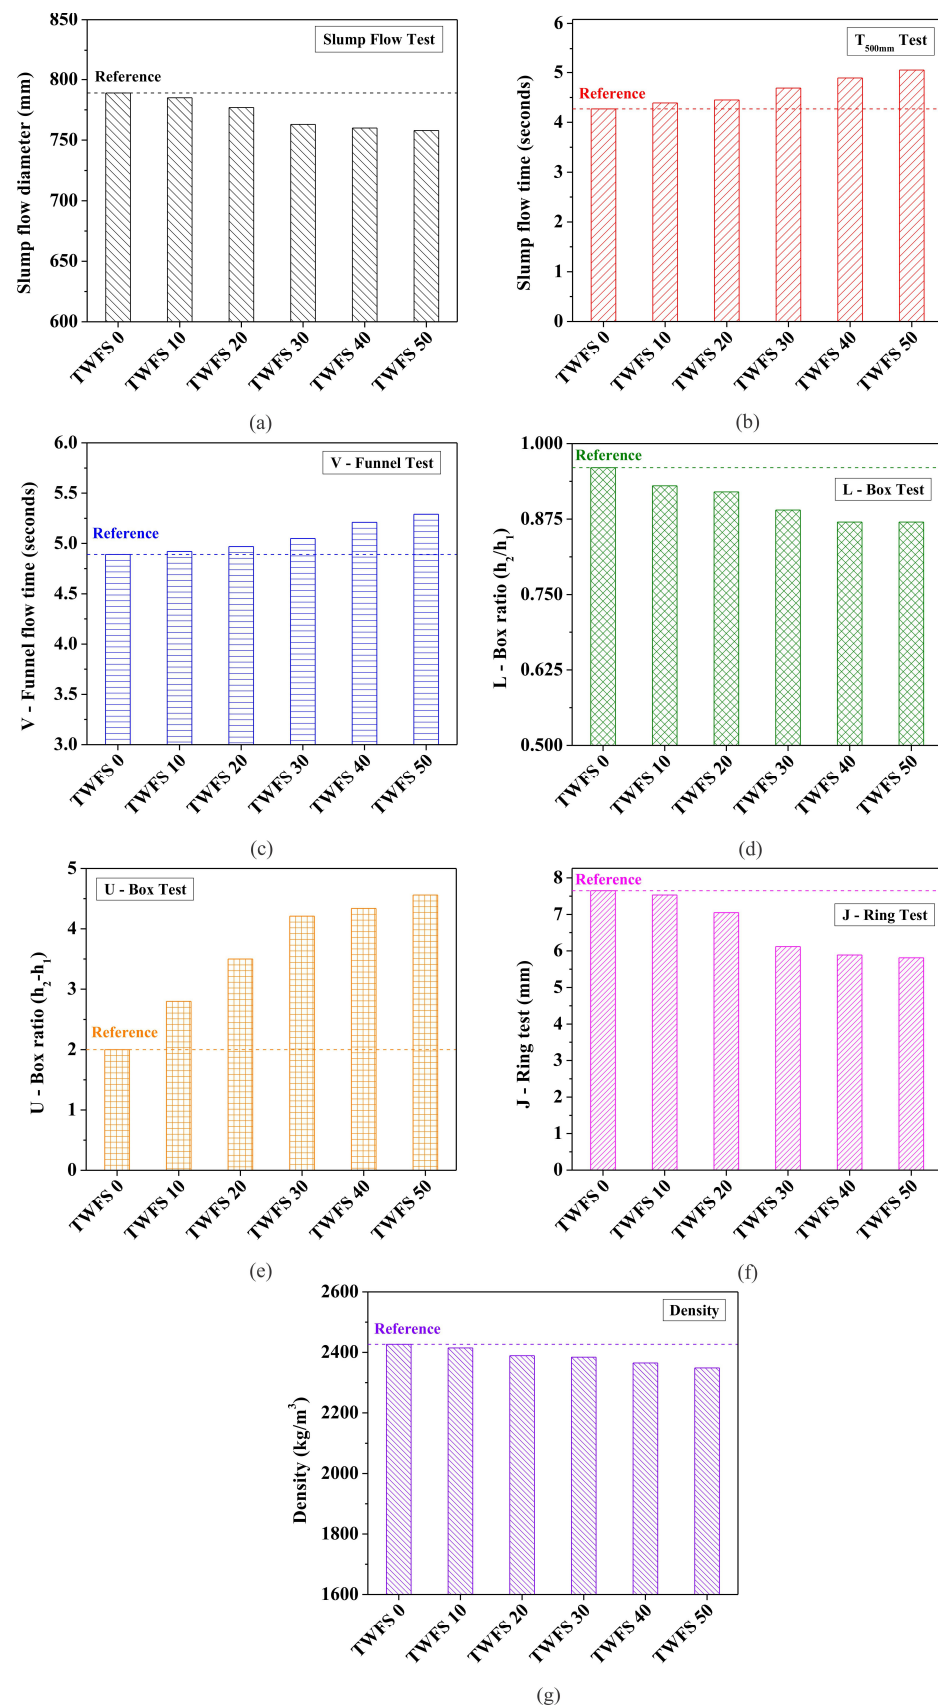 Slump Flow Test
Reference
Slump flow diameter (mm)
850
800
750
700
650
600
TWFS 0
TWFS 10
TWFS 20
TWFS 30
TWFS 40
TWFS 50
(a)
T500mm Test
Reference
Slump flow time (seconds)
6
5
4
3
2
1
0
TWFS 0
TWFS 10
TWFS 20
TWFS 30
TWFS 40
TWFS 50
(b)
V - Funnel Test
Reference
V - Funnel flow time (seconds)
6.0
5.5
5.0
4.5
4.0
3.5
3.0
TWFS 0
TWFS 10
TWFS 20
TWFS 30
TWFS 40
TWFS 50
(c)
Reference
L - Box Test
L - Box ratio (h2/h1)
1.000
0.875
0.750
0.625
0.500
TWFS 0
TWFS 10
TWFS 20
TWFS 30
TWFS 40
TWFS 50
(d)
U - Box Test
Reference
U - Box ratio (h2-h1)
5
4
3
2
1
0
TWFS 0
TWFS 10
TWFS 20
TWFS 30
TWFS 40
TWFS 50
(e)
Reference
J - Ring Test
J - Ring test (mm)
8
7
6
5
4
3
2
1
0
TWFS 0
TWFS 10
TWFS 20
TWFS 30
TWFS 40
TWFS 50
(f)
Density
Reference
Density (kg/m3)
2600
2400
2200
2000
1800
1600
TWFS 0
TWFS 10
TWFS 20
TWFS 30
TWFS 40
TWFS 50
(g)